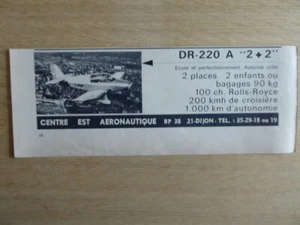 DR-220 A "2+2"
Ecole et perfectionnement. Autorisé vrille
2 places 2 enfants ou
bagages 90 kg
100 ch. Rolls-Royce
200 kmh de croisière
1.000 km d'autonomie
CENTRE EST AERONAUTIQUE BP 38 21-DIJON - TEL. : 35-29-18 ou 19